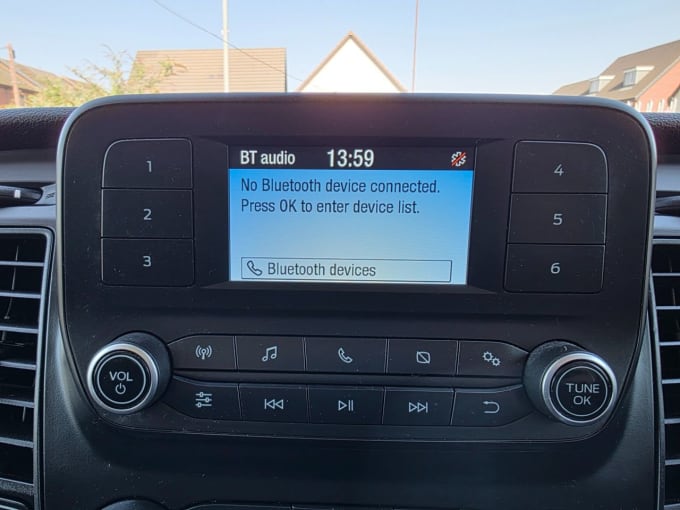 BT audio 13:59
No Bluetooth device connected.
Press OK to enter device list.
Bluetooth devices
1
2
3
4
5
6
VOL
TUNE
OK